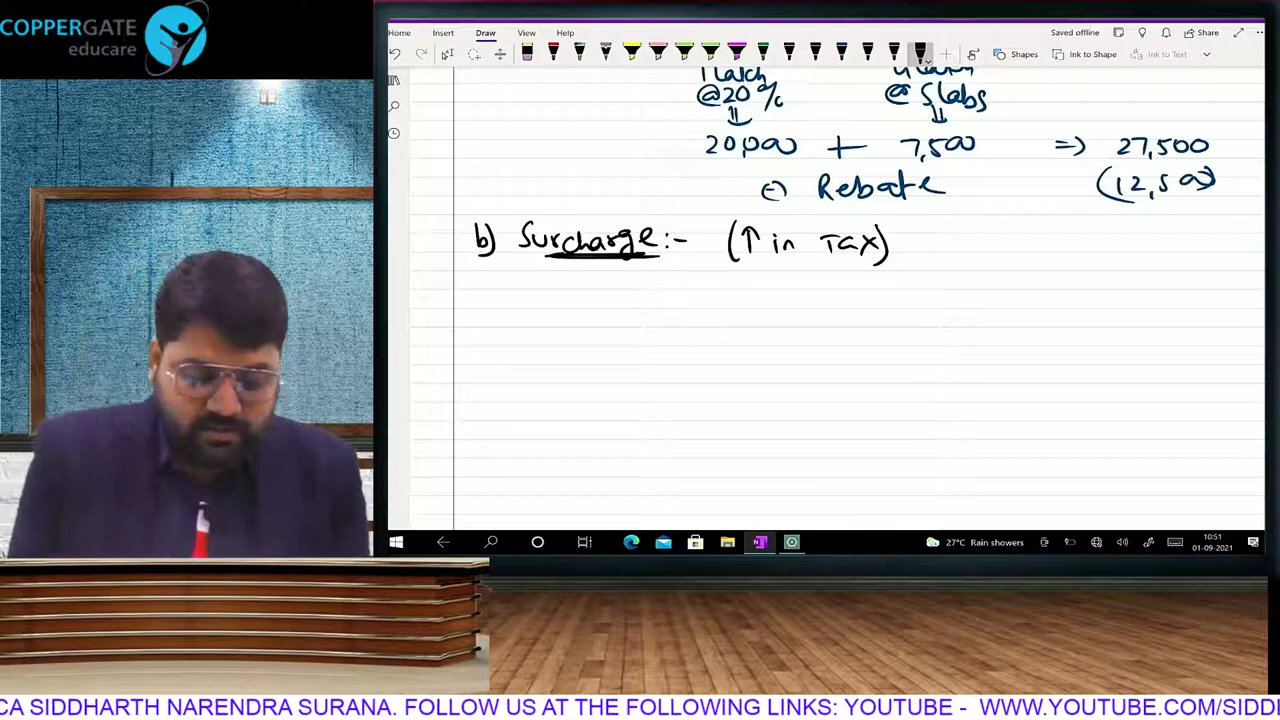 COPPERGATE
educare
Home Insert Draw View Help
Saved offline Share
Shapes Ink to Shape Ink to Text
@20% @ Slabs
20,000 + 7,500 => 27,500
(-) Rebate (12,500)
b) Surcharge:- (↑ in Tax)
27°C Rain showers
10:51
01-09-2021
CA SIDDHARTH NARENDRA SURANA. FOLLOW US AT THE FOLLOWING LINKS: YOUTUBE - WWW.YOUTUBE.COM/SIDD